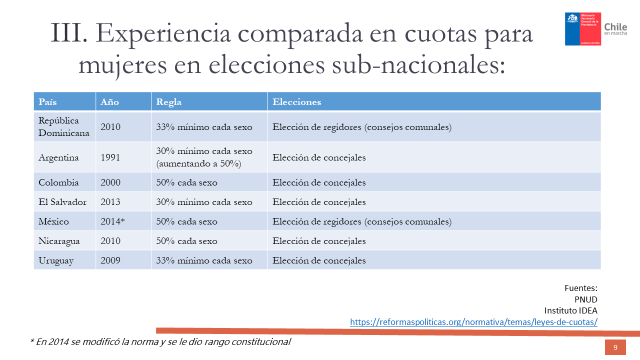 III. Experiencia comparada en cuotas para
mujeres en elecciones sub-nacionales:
Chile
en marcha
País Año Regla Elecciones
República
Dominicana 2010 33% mínimo cada sexo Elección de regidores (consejos comunales)
Argentina 1991 30% mínimo cada sexo
(aumentando a 50%) Elección de concejales
Colombia 2000 50% cada sexo Elección de concejales
El Salvador 2013 30% mínimo cada sexo Elección de concejales
México 2014* 50% cada sexo Elección de regidores (consejos comunales)
Nicaragua 2010 50% cada sexo Elección de concejales
Uruguay 2009 33% mínimo cada sexo Elección de concejales
Fuentes:
PNUD
Instituto IDEA
https://reformaspoliticas.org/normativa/temas/leyes-de-cuotas/
* En 2014 se modificó la norma y se le dio rango constitucional
9